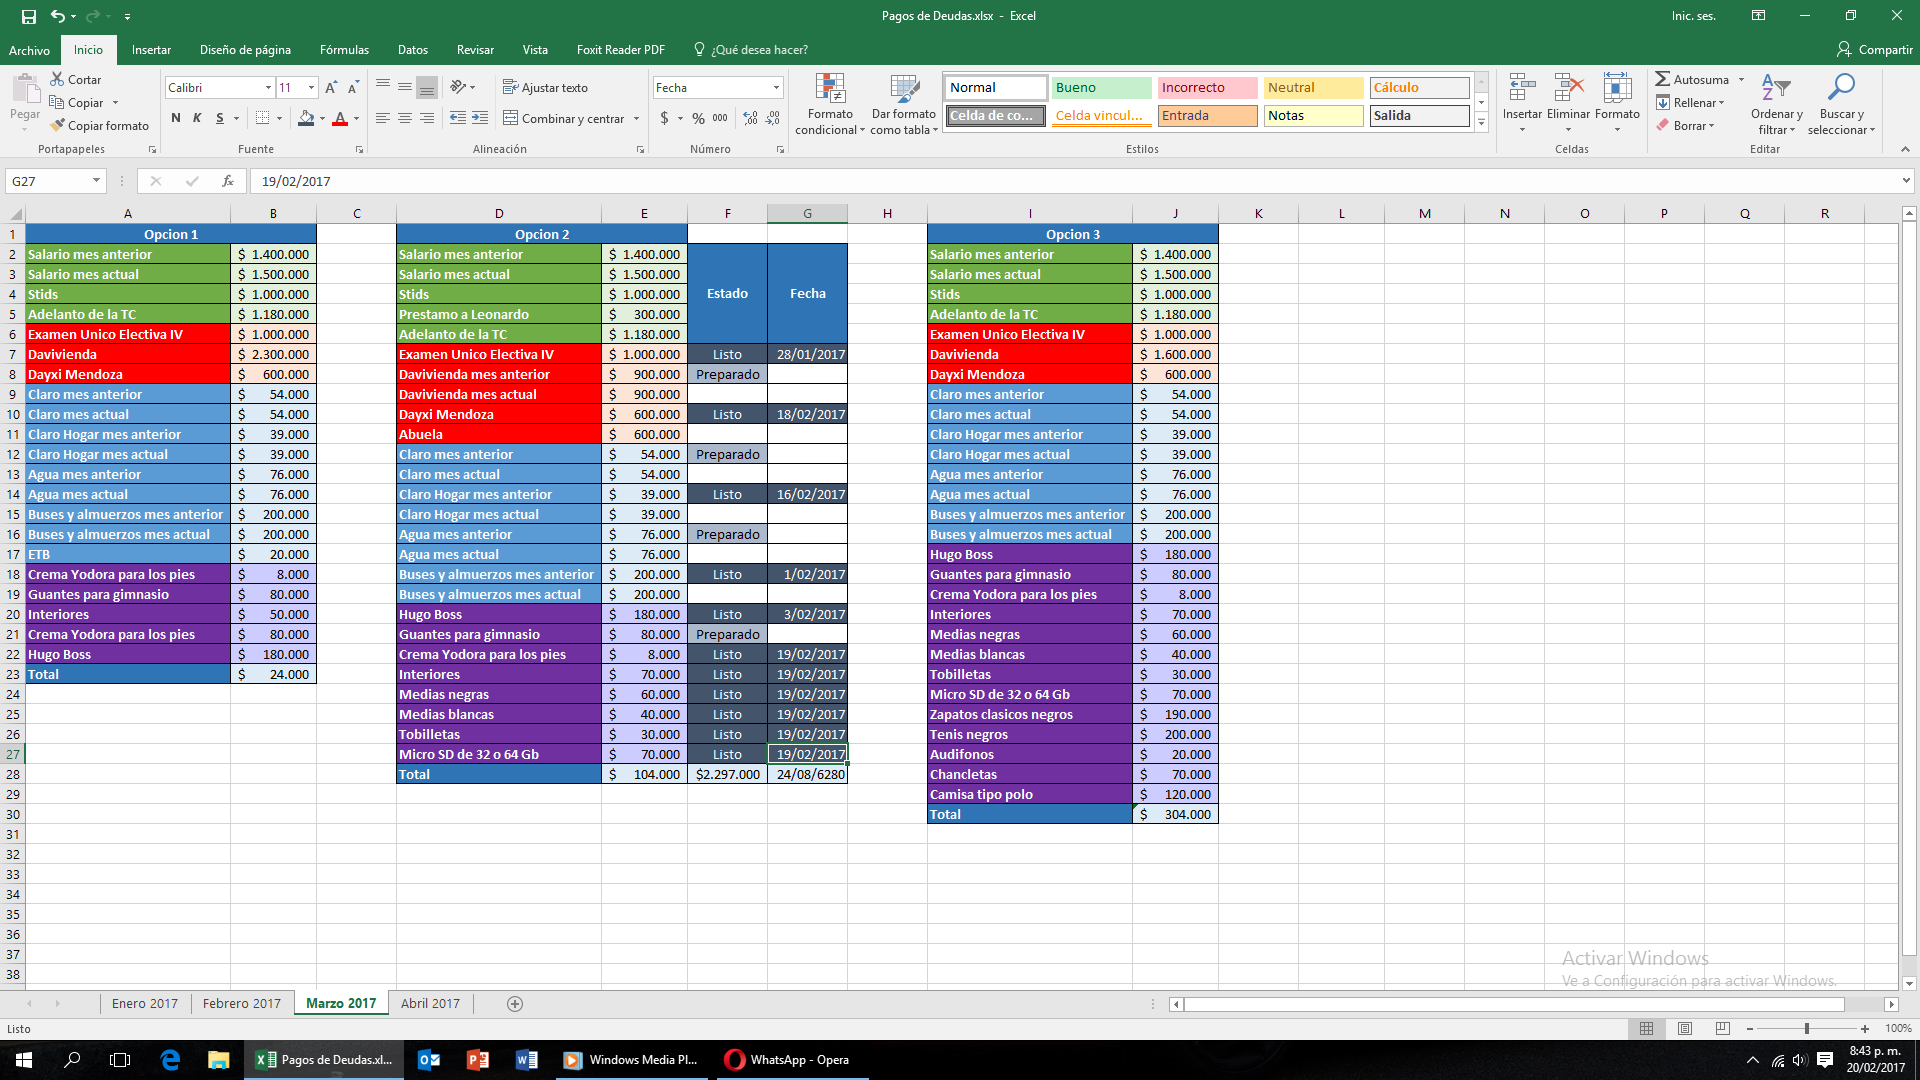 Pagos de Deudas.xlsx - Excel
Inic. ses.
Archivo Inicio Insertar Diseño de página Fórmulas Datos Revisar Vista Foxit Reader PDF ¿Qué desea hacer? Compartir
Pegar
Cortar
Copiar
Copiar formato
Portapapeles
Calibri 11
N K S
Fuente
Ajustar texto
Combinar y centrar
Alineación
Fecha
$ % 000
Número
Formato condicional
Dar formato como tabla
Normal Bueno Incorrecto Neutral Cálculo
Celda de co... Celda vincul... Entrada Notas Salida
Estilos
Insertar Eliminar Formato
Celdas
Autosuma
Rellenar
Borrar
Ordenar y filtrar
Buscar y seleccionar
Editar
G27 fx 19/02/2017
A B C D E F G H I J K L M N O P Q R
1 Opcion 1 Opcion 2 Opcion 3
2 Salario mes anterior $ 1.400.000 Salario mes anterior $ 1.400.000 Salario mes anterior $ 1.400.000
3 Salario mes actual $ 1.500.000 Salario mes actual $ 1.500.000 Salario mes actual $ 1.500.000
4 Stids $ 1.000.000 Stids $ 1.000.000 Estado Fecha Stids $ 1.000.000
5 Adelanto de la TC $ 1.180.000 Prestamo a Leonardo $ 300.000 Adelanto de la TC $ 1.180.000
6 Examen Unico Electiva IV $ 1.000.000 Adelanto de la TC $ 1.180.000 Examen Unico Electiva IV $ 1.000.000
7 Davivienda $ 2.300.000 Examen Unico Electiva IV $ 1.000.000 Listo 28/01/2017 Davivienda $ 1.600.000
8 Dayxi Mendoza $ 600.000 Davivienda mes anterior $ 900.000 Preparado Dayxi Mendoza $ 600.000
9 Claro mes anterior $ 54.000 Davivienda mes actual $ 900.000 Claro mes anterior $ 54.000
10 Claro mes actual $ 54.000 Dayxi Mendoza $ 600.000 Listo 18/02/2017 Claro mes actual $ 54.000
11 Claro Hogar mes anterior $ 39.000 Abuela $ 600.000 Claro Hogar mes anterior $ 39.000
12 Claro Hogar mes actual $ 39.000 Claro mes anterior $ 54.000 Preparado Claro Hogar mes actual $ 39.000
13 Agua mes anterior $ 76.000 Claro mes actual $ 54.000 Agua mes anterior $ 76.000
14 Agua mes actual $ 76.000 Claro Hogar mes anterior $ 39.000 Listo 16/02/2017 Agua mes actual $ 76.000
15 Buses y almuerzos mes anterior $ 200.000 Claro Hogar mes actual $ 39.000 Buses y almuerzos mes anterior $ 200.000
16 Buses y almuerzos mes actual $ 200.000 Agua mes anterior $ 76.000 Preparado Buses y almuerzos mes actual $ 200.000
17 ETB $ 20.000 Agua mes actual $ 76.000 Hugo Boss $ 180.000
18 Crema Yodora para los pies $ 8.000 Buses y almuerzos mes anterior $ 200.000 Listo 1/02/2017 Guantes para gimnasio $ 80.000
19 Guantes para gimnasio $ 80.000 Buses y almuerzos mes actual $ 200.000 Crema Yodora para los pies $ 8.000
20 Interiores $ 50.000 Hugo Boss $ 180.000 Listo 3/02/2017 Interiores $ 70.000
21 Crema Yodora para los pies $ 80.000 Guantes para gimnasio $ 80.000 Preparado Medias negras $ 60.000
22 Hugo Boss $ 180.000 Crema Yodora para los pies $ 8.000 Listo 19/02/2017 Medias blancas $ 40.000
23 Total $ 24.000 Interiores $ 70.000 Listo 19/02/2017 Tobilletas $ 30.000
24 Medias negras $ 60.000 Listo 19/02/2017 Micro SD de 32 o 64 Gb $ 70.000
25 Medias blancas $ 40.000 Listo 19/02/2017 Zapatos clasicos negros $ 190.000
26 Tobilletas $ 30.000 Listo 19/02/2017 Tenis negros $ 200.000
27 Micro SD de 32 o 64 Gb $ 70.000 Listo 19/02/2017 Audifonos $ 20.000
28 Total $ 104.000 $2.297.000 24/08/6280 Chancletas $ 70.000
29 Camisa tipo polo $ 120.000
30 Total $ 304.000
31
32
33
34
35
36
37
38
Activar Windows
Ve a Configuración para activar Windows.
Enero 2017 Febrero 2017 Marzo 2017 Abril 2017
Listo 100%
Pagos de Deudas.xl... Windows Media Pl... WhatsApp - Opera
8:43 p. m.
20/02/2017